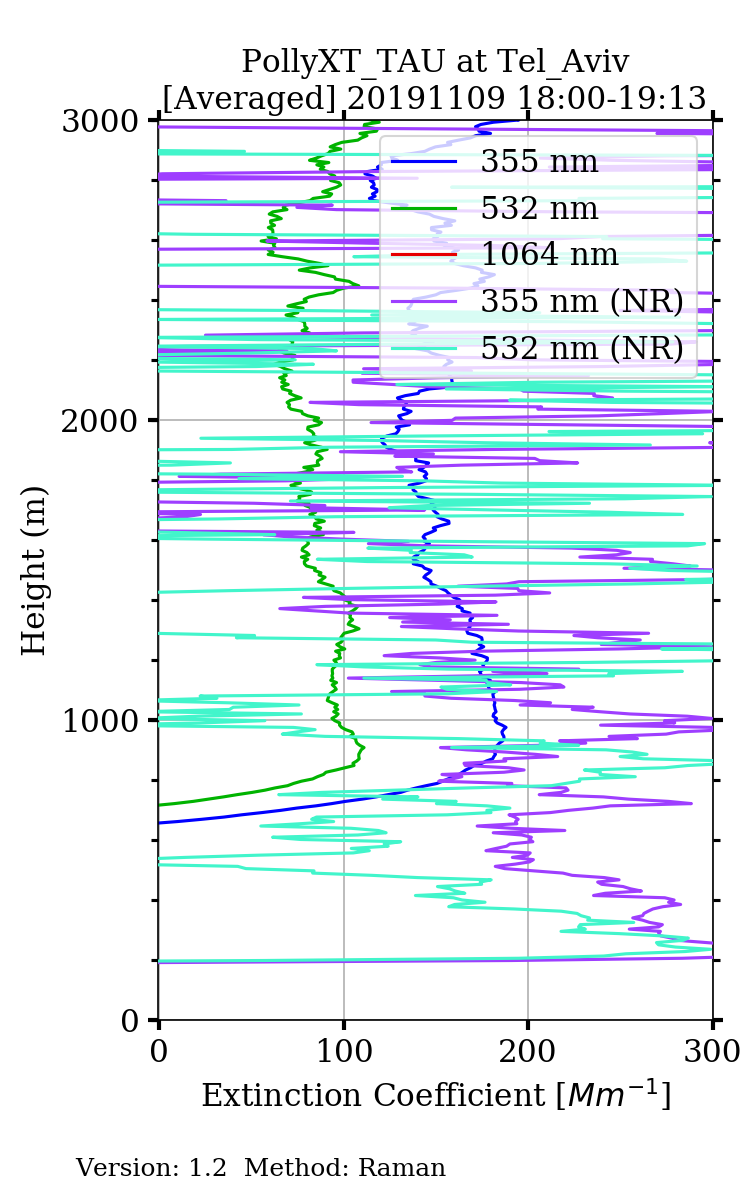 PollyXT_TAU at Tel_Aviv
[Averaged] 20191109 18:00-19:13
3000
355 nm
532 nm
1064 nm
355 nm (NR)
532 nm (NR)
2000
Height (m)
1000
0
0 100 200 300
Extinction Coefficient [Mm⁻¹]
Version: 1.2 Method: Raman